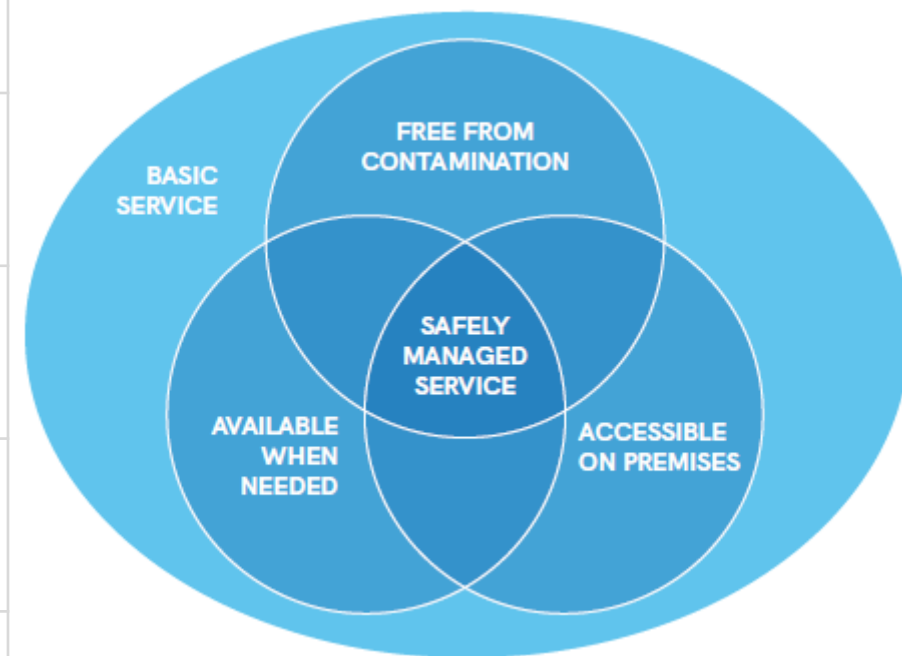 FREE FROM
CONTAMINATION
BASIC
SERVICE
SAFELY
MANAGED
SERVICE
AVAILABLE
WHEN
NEEDED
ACCESSIBLE
ON PREMISES